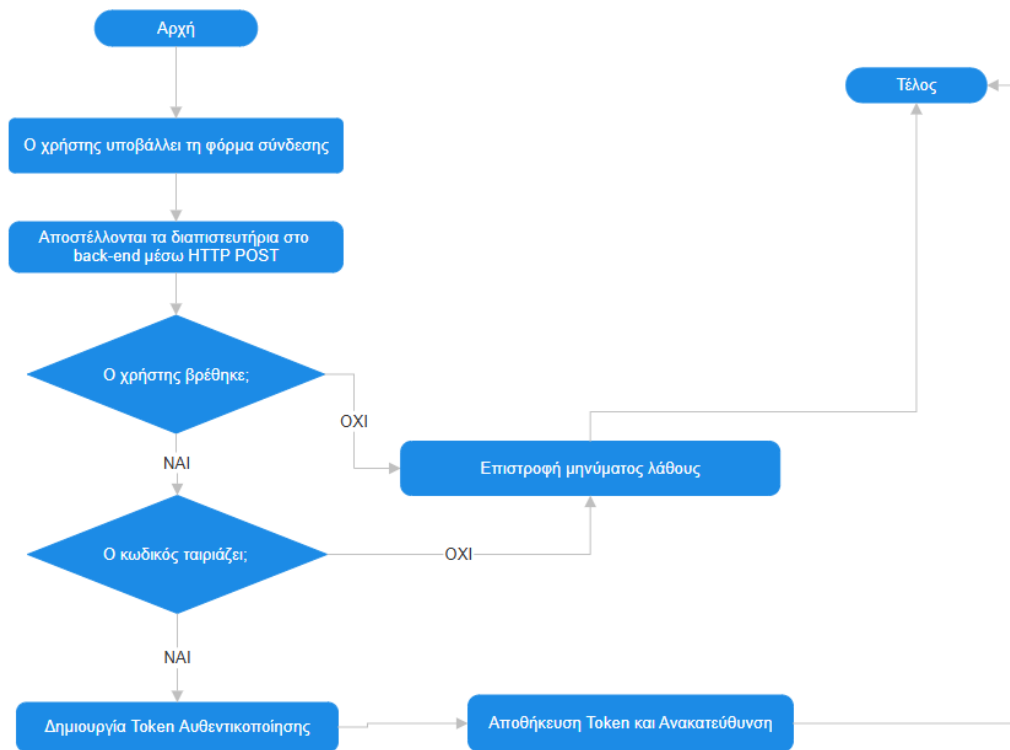 Αρχή
Τέλος
Ο χρήστης υποβάλλει τη φόρμα σύνδεσης
Αποστέλλονται τα διαπιστευτήρια στο
back-end μέσω HTTP POST
Ο χρήστης βρέθηκε;
ΟΧΙ
ΝΑΙ
Επιστροφή μηνύματος λάθους
Ο κωδικός ταιριάζει;
ΟΧΙ
ΝΑΙ
Δημιουργία Token Αυθεντικοποίησης
Αποθήκευση Token και Ανακατεύθυνση